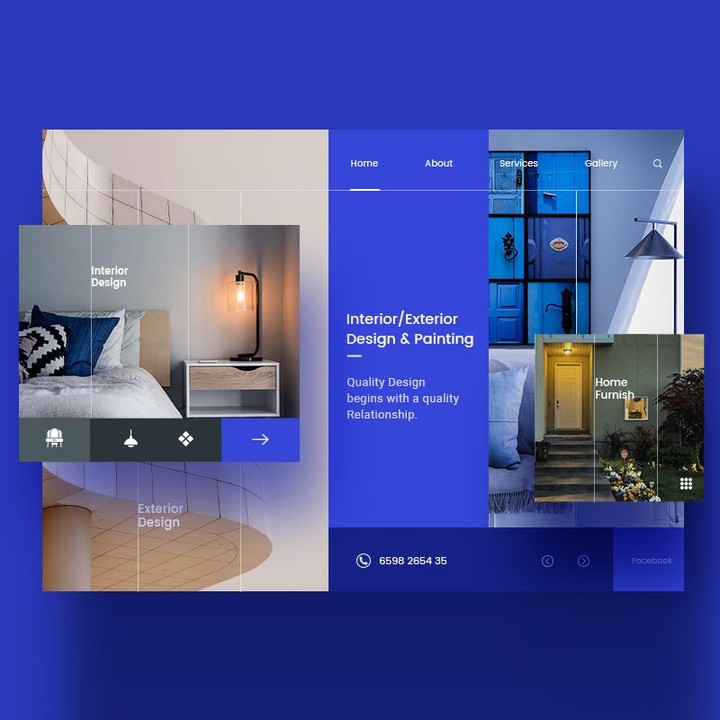 Home
About
Services
Gallery
Interior
Design
Interior/Exterior
Design & Painting
Quality Design
begins with a quality
Relationship.
Home
Furnish
Exterior
Design
6598 2654 35
Facebook